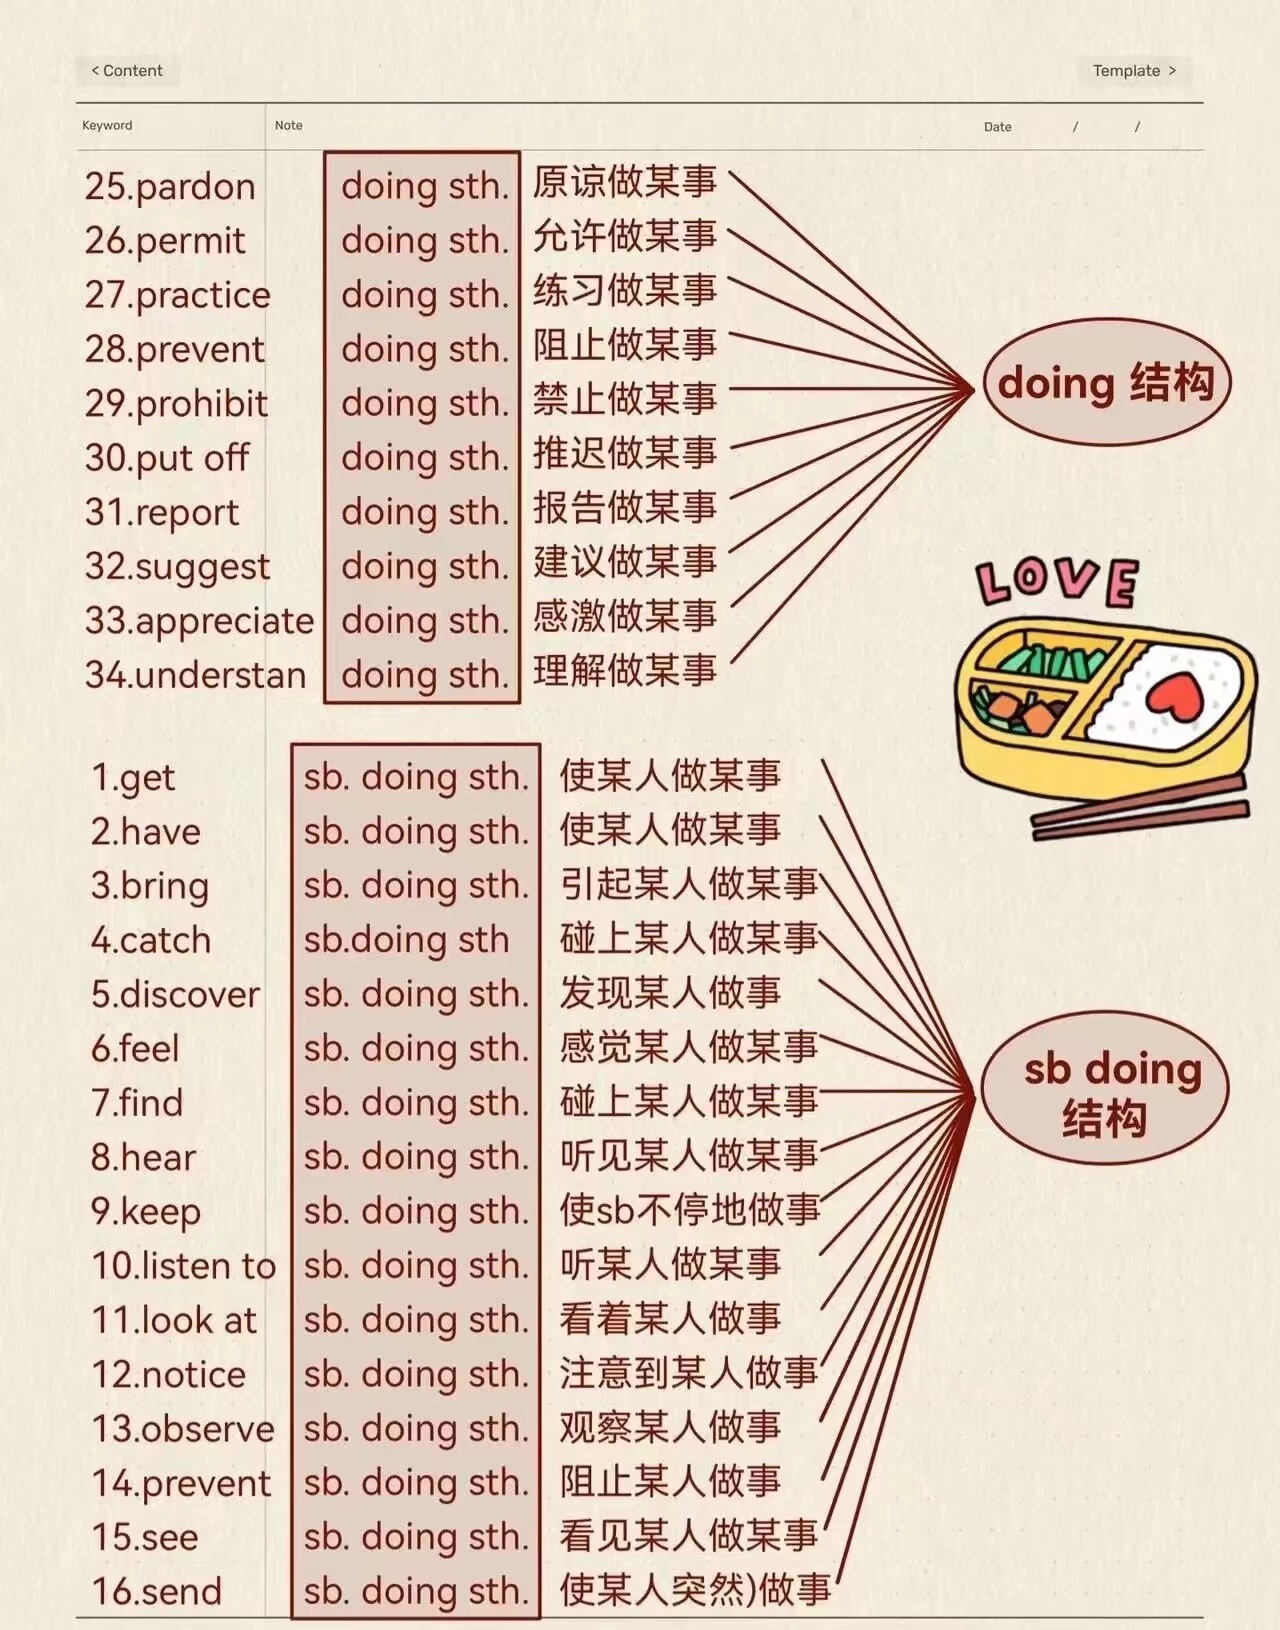 < Content
Template >
Keyword Note Date / /
25.pardon doing sth. 原谅做某事
26.permit doing sth. 允许做某事
27.practice doing sth. 练习做某事
28.prevent doing sth. 阻止做某事
29.prohibit doing sth. 禁止做某事
30.put off doing sth. 推迟做某事
31.report doing sth. 报告做某事
32.suggest doing sth. 建议做某事
33.appreciate doing sth. 感激做某事
34.understan doing sth. 理解做某事
doing 结构
LOVE
1.get sb. doing sth. 使某人做某事
2.have sb. doing sth. 使某人做某事
3.bring sb. doing sth. 引起某人做某事
4.catch sb.doing sth 碰上某人做某事
5.discover sb. doing sth. 发现某人做事
6.feel sb. doing sth. 感觉某人做某事
7.find sb. doing sth. 碰上某人做某事
8.hear sb. doing sth. 听见某人做某事
9.keep sb. doing sth. 使sb不停地做事
10.listen to sb. doing sth. 听某人做某事
11.look at sb. doing sth. 看着某人做事
12.notice sb. doing sth. 注意到某人做事
13.observe sb. doing sth. 观察某人做事
14.prevent sb. doing sth. 阻止某人做事
15.see sb. doing sth. 看见某人做某事
16.send sb. doing sth. 使某人突然)做事
sb doing
结构